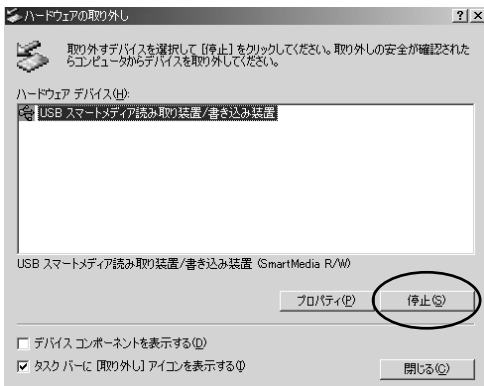 ハードウェアの取り外し
取り外すデバイスを選択して [停止] をクリックしてください。取り外しの安全が確認された
らコンピュータからデバイスを取り外してください。
ハードウェア デバイス(H):
USB スマートメディア読み取り装置/書き込み装置
USB スマートメディア読み取り装置/書き込み装置 (SmartMedia R/W)
プロパティ(P)
停止(S)
デバイス コンポーネントを表示する(D)
タスク バーに [取り外し] アイコンを表示する(I)
閉じる(C)